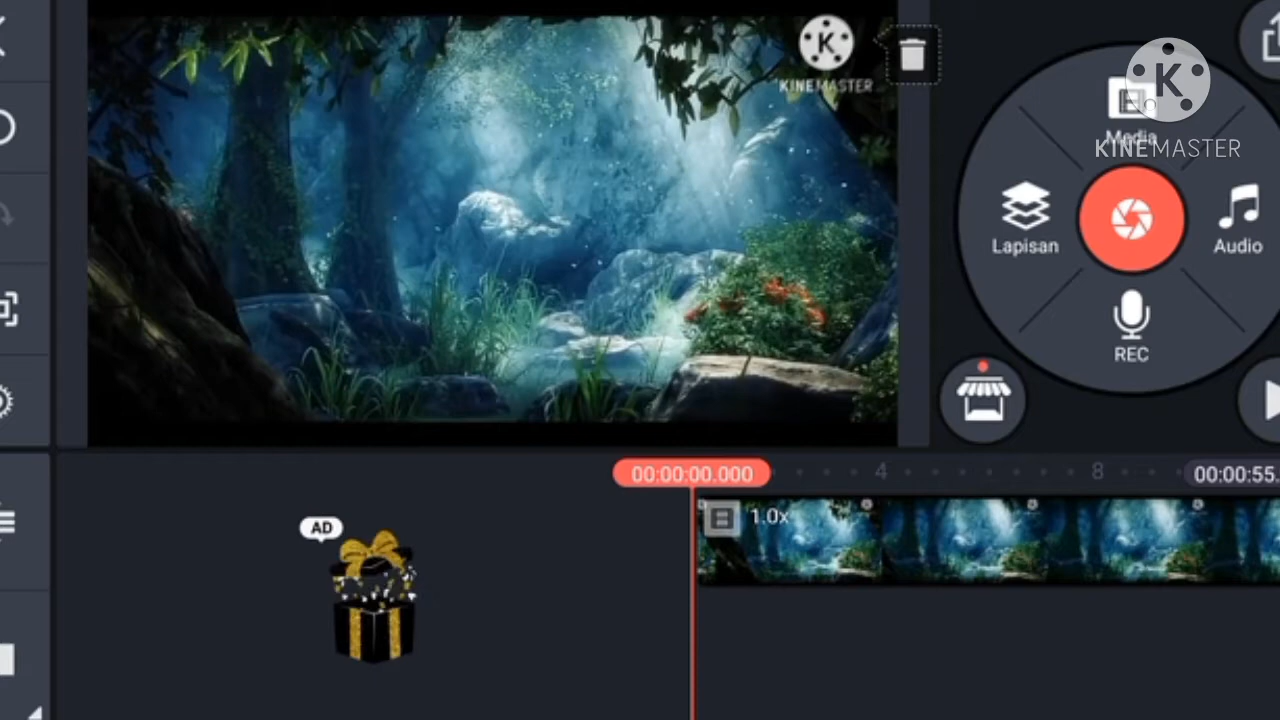 KINEMASTER
Media
KINEMASTER
Lapisan
Audio
REC
00:00:00.000
4
8
00:00:55.
1.0x
AD